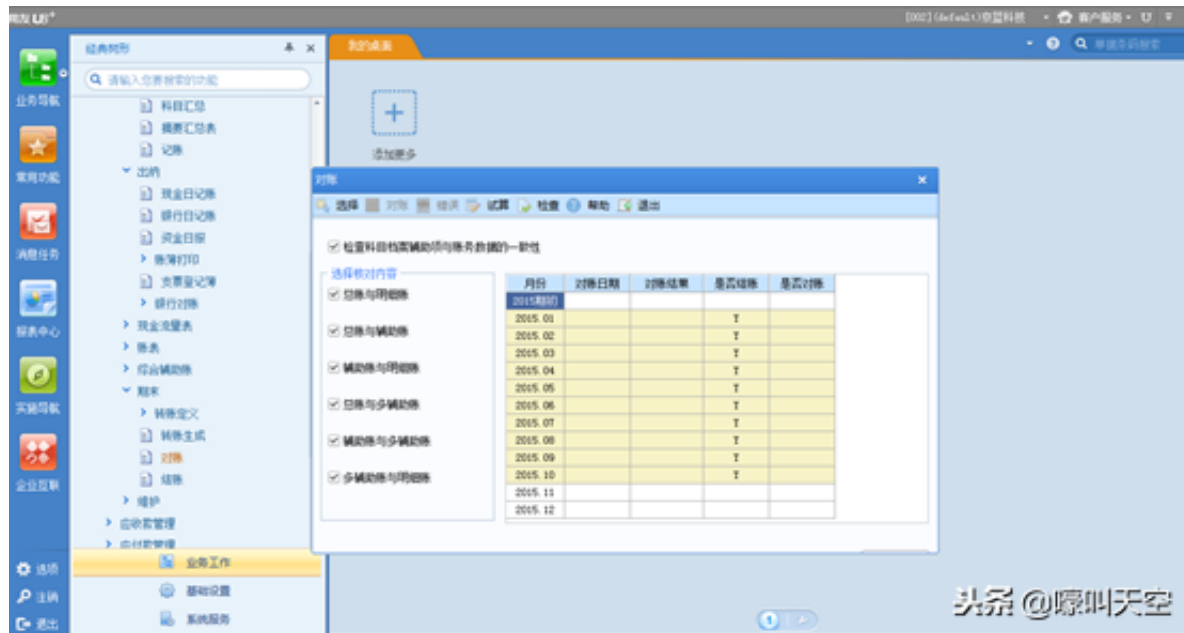 用友 U8+
[002](default)京盟科技
客户服务
业务导航
常用功能
消息任务
报表中心
实施导航
企业互联
选项
注销
退出
经典树形
请输入您要搜索的功能
科目汇总
摘要汇总表
记账
出纳
现金日记账
银行日记账
资金日报
账簿打印
支票登记簿
银行对账
现金流量表
账表
综合辅助账
期末
转账定义
转账生成
对账
结账
维护
应收款管理
应付款管理
业务工作
基础设置
系统服务
我的桌面
单据条码搜索
添加更多
对账
选择 对账 错误 试算 检查 帮助 退出
检查科目档案辅助项与账务数据的一致性
选择核对内容
总账与明细账
总账与辅助账
辅助账与明细账
总账与多辅助账
辅助账与多辅助账
多辅助账与明细账
月份 对账日期 对账结果 是否结账 是否对账
2015期初
2015.01 Y
2015.02 Y
2015.03 Y
2015.04 Y
2015.05 Y
2015.06 Y
2015.07 Y
2015.08 Y
2015.09 Y
2015.10 Y
2015.11
2015.12
1
头条 @嚎叫天空